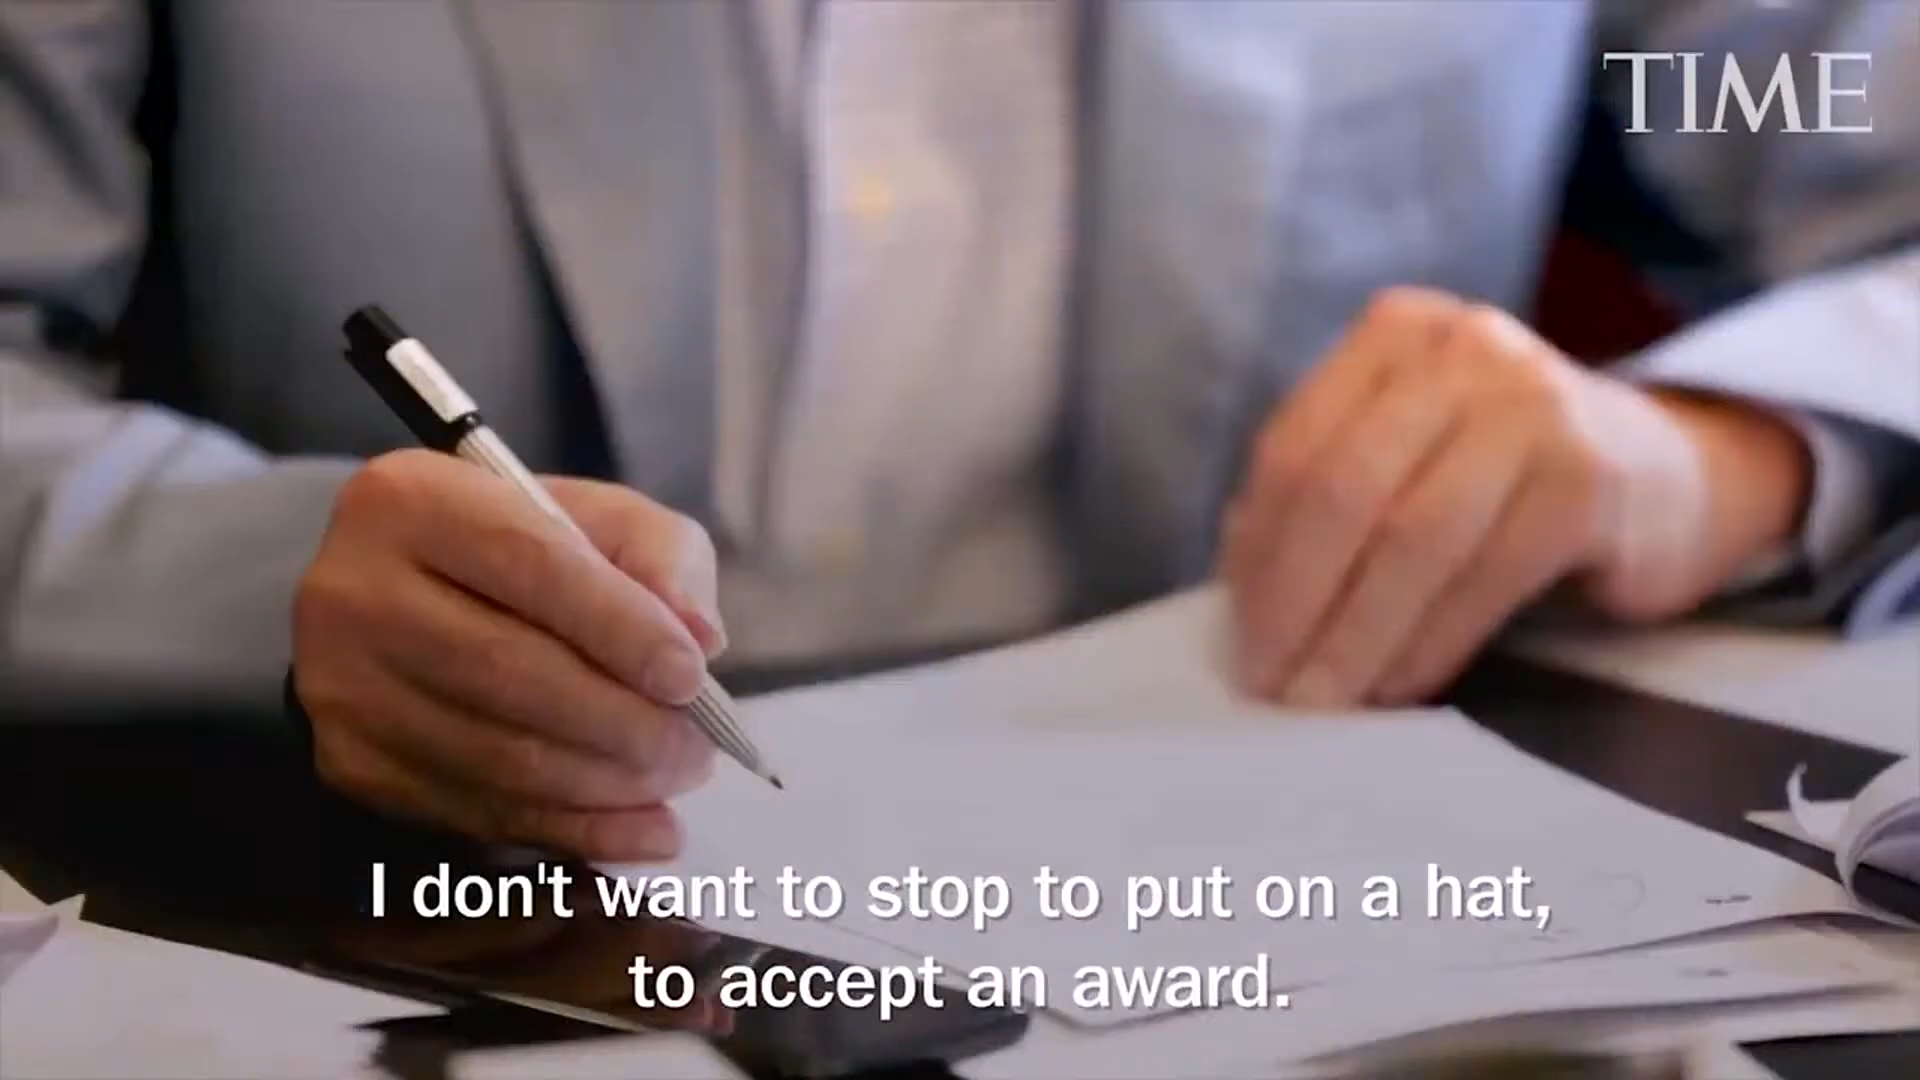 TIME
I don't want to stop to put on a hat,
to accept an award.